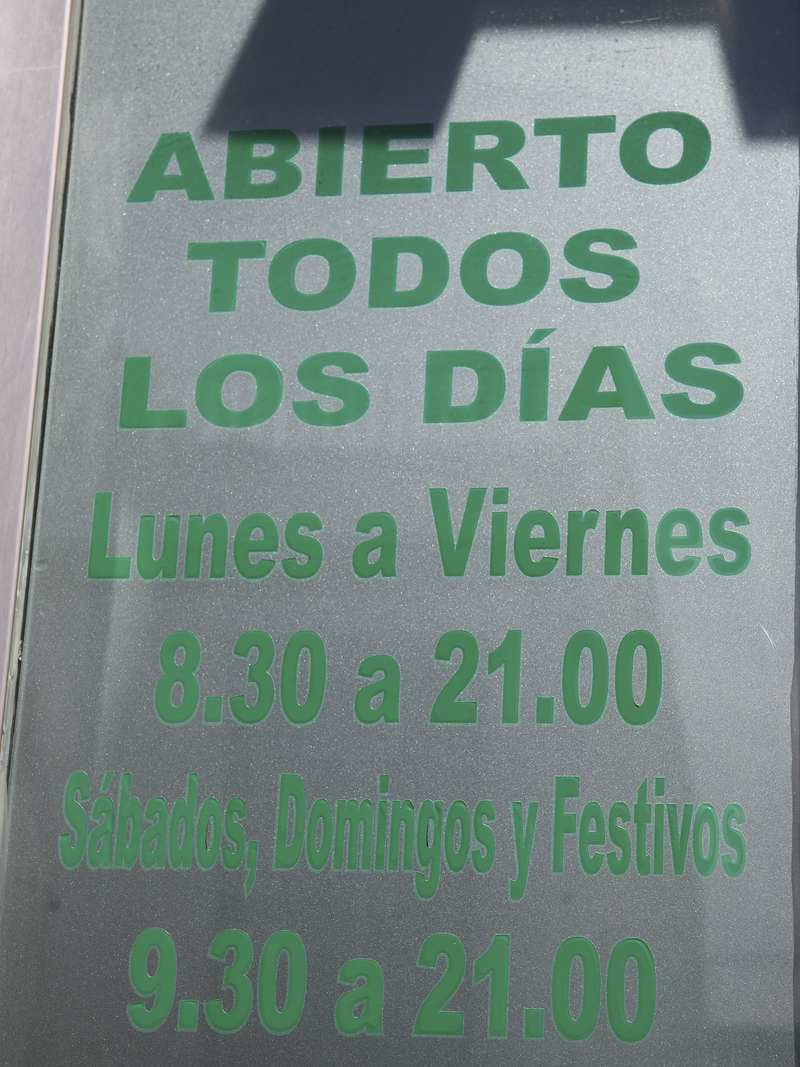 ABIERTO
TODOS
LOS DÍAS
Lunes a Viernes
8.30 a 21.00
Sábados, Domingos y Festivos
9.30 a 21.00